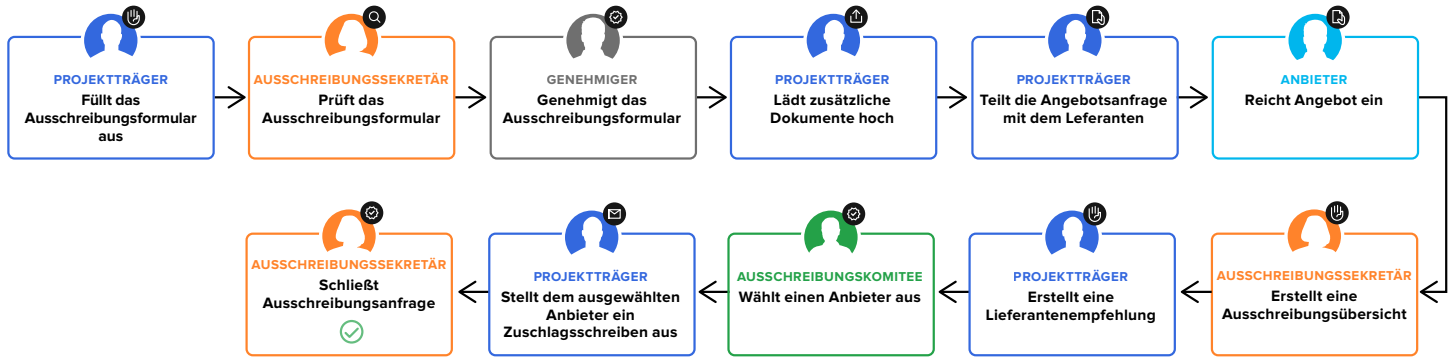 PROJEKTTRÄGER
Füllt das
Ausschreibungsformular
aus
AUSSCHREIBUNGSSEKRETÄR
Prüft das
Ausschreibungsformular
GENEHMIGER
Genehmigt das
Ausschreibungsformular
PROJEKTTRÄGER
Lädt zusätzliche
Dokumente hoch
PROJEKTTRÄGER
Teilt die Angebotsanfrage
mit dem Leferanten
ANBIETER
Reicht Angebot ein
AUSSCHREIBUNGSSEKRETÄR
Erstellt eine
Ausschreibungsübersicht
PROJEKTTRÄGER
Erstellt eine
Lieferantenempfehlung
AUSSCHREIBUNGSKOMITEE
Wählt einen Anbieter aus
PROJEKTTRÄGER
Stellt dem ausgewählten
Anbieter ein
Zuschlagsschreiben aus
AUSSCHREIBUNGSSEKRETÄR
Schließt
Ausschreibungsanfrage